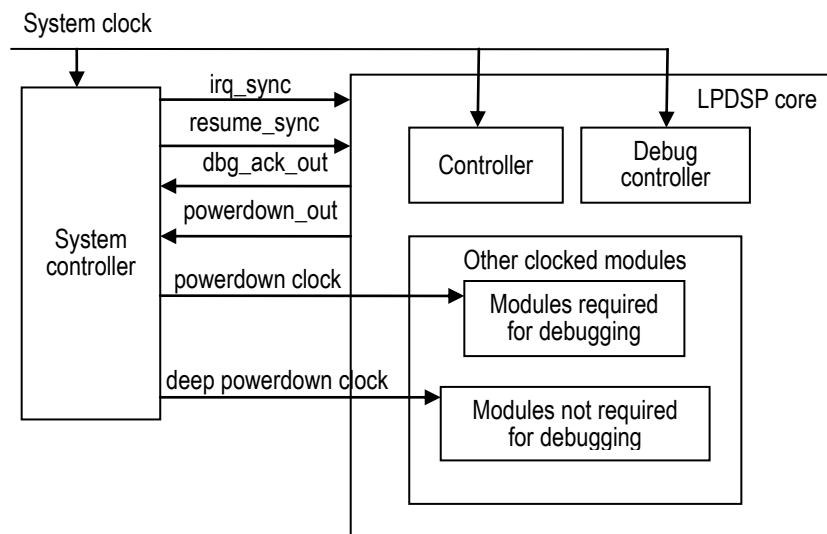 System clock
irq_sync
LPDSP core
resume_sync
dbg_ack_out
Controller
Debug
controller
powerdown_out
System
controller
Other clocked modules
powerdown clock
Modules required
for debugging
deep powerdown clock
Modules not required
for debugging